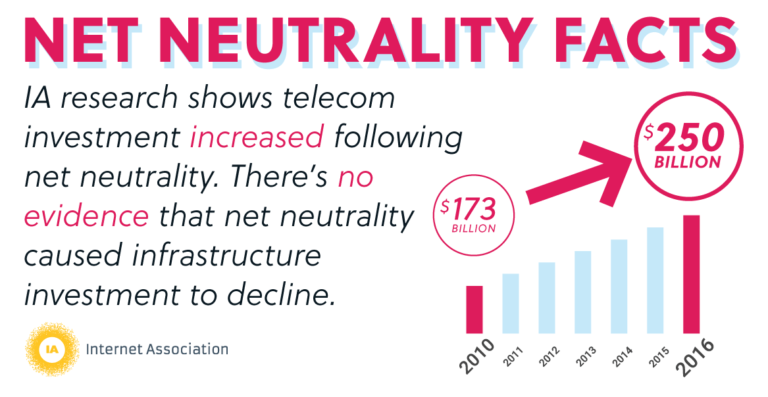 NET NEUTRALITY FACTS
IA research shows telecom
investment increased following
net neutrality. There's no
evidence that net neutrality
caused infrastructure
investment to decline.
$173
BILLION
$250
BILLION
2010 2011 2012 2013 2014 2015 2016
IA Internet Association